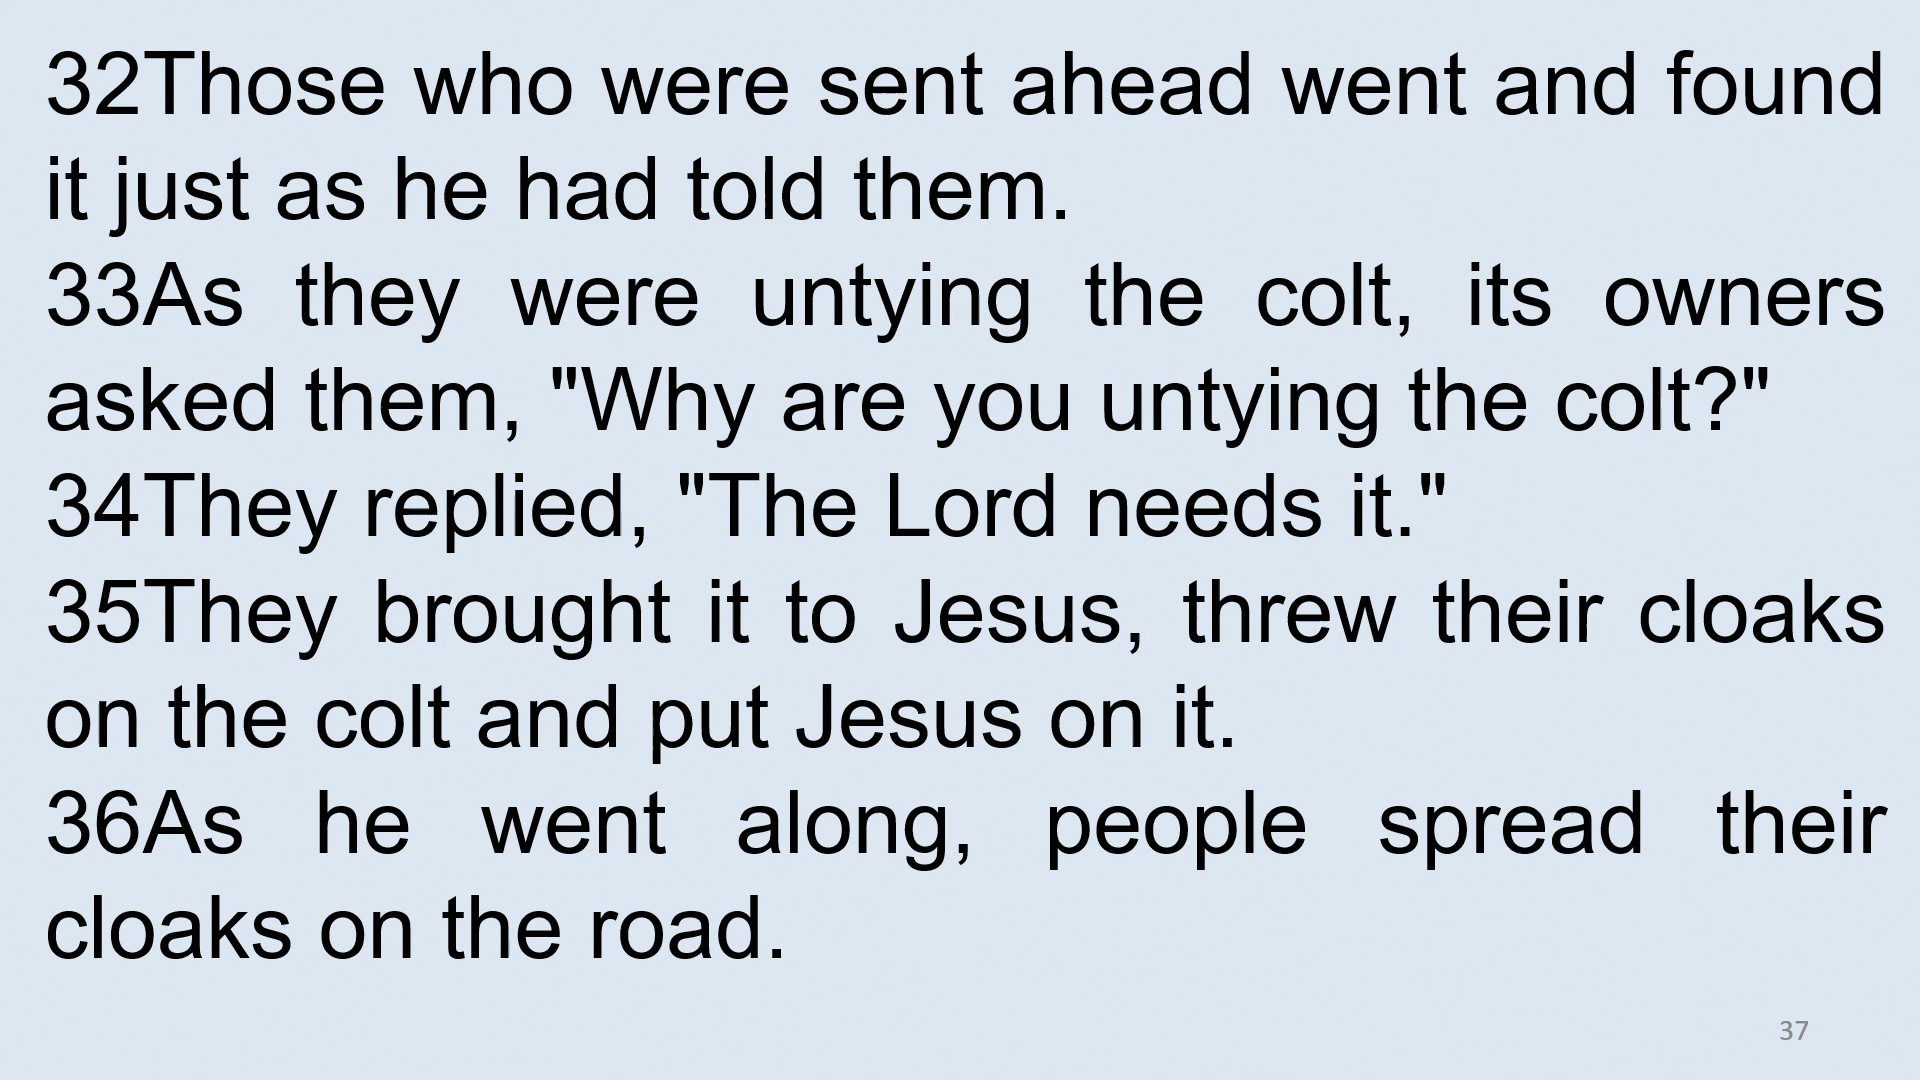 32Those who were sent ahead went and found
it just as he had told them.
33As they were untying the colt, its owners
asked them, "Why are you untying the colt?"
34They replied, "The Lord needs it."
35They brought it to Jesus, threw their cloaks
on the colt and put Jesus on it.
36As he went along, people spread their
cloaks on the road.
37